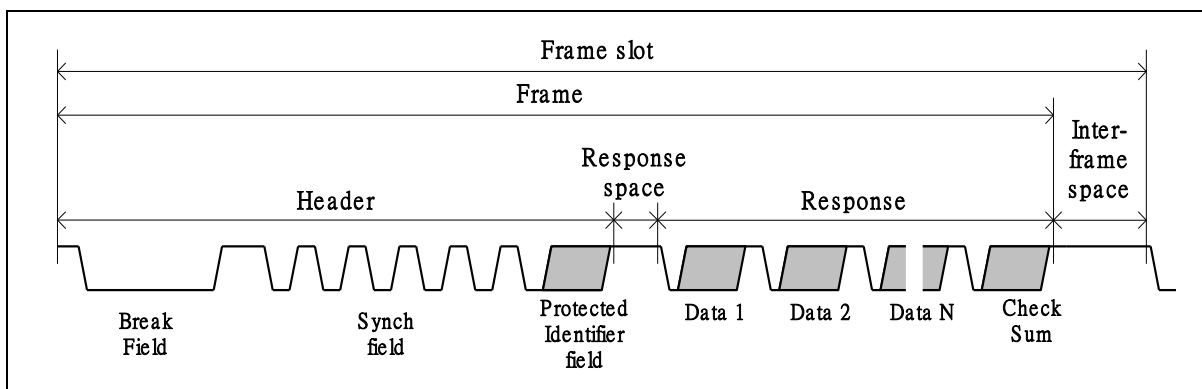 Frame slot
Frame
Inter-
frame
space
Response
space
Header
Response
Break
Field
Synch
field
Protected
Identifier
field
Data 1
Data 2
Data N
Check
Sum